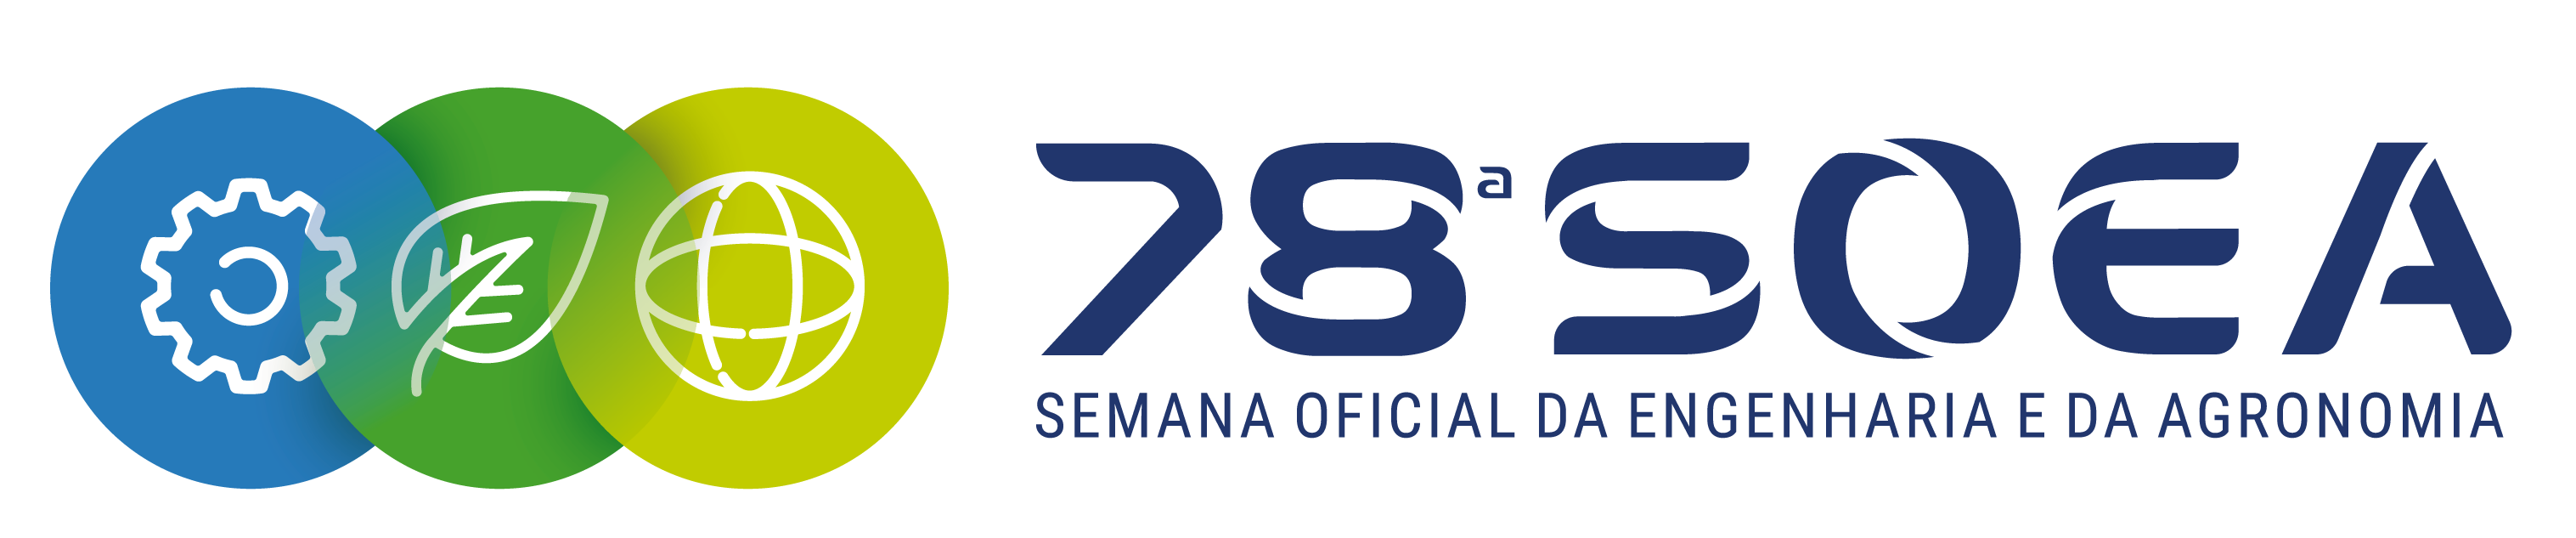 78ª SOEA
SEMANA OFICIAL DA ENGENHARIA E DA AGRONOMIA